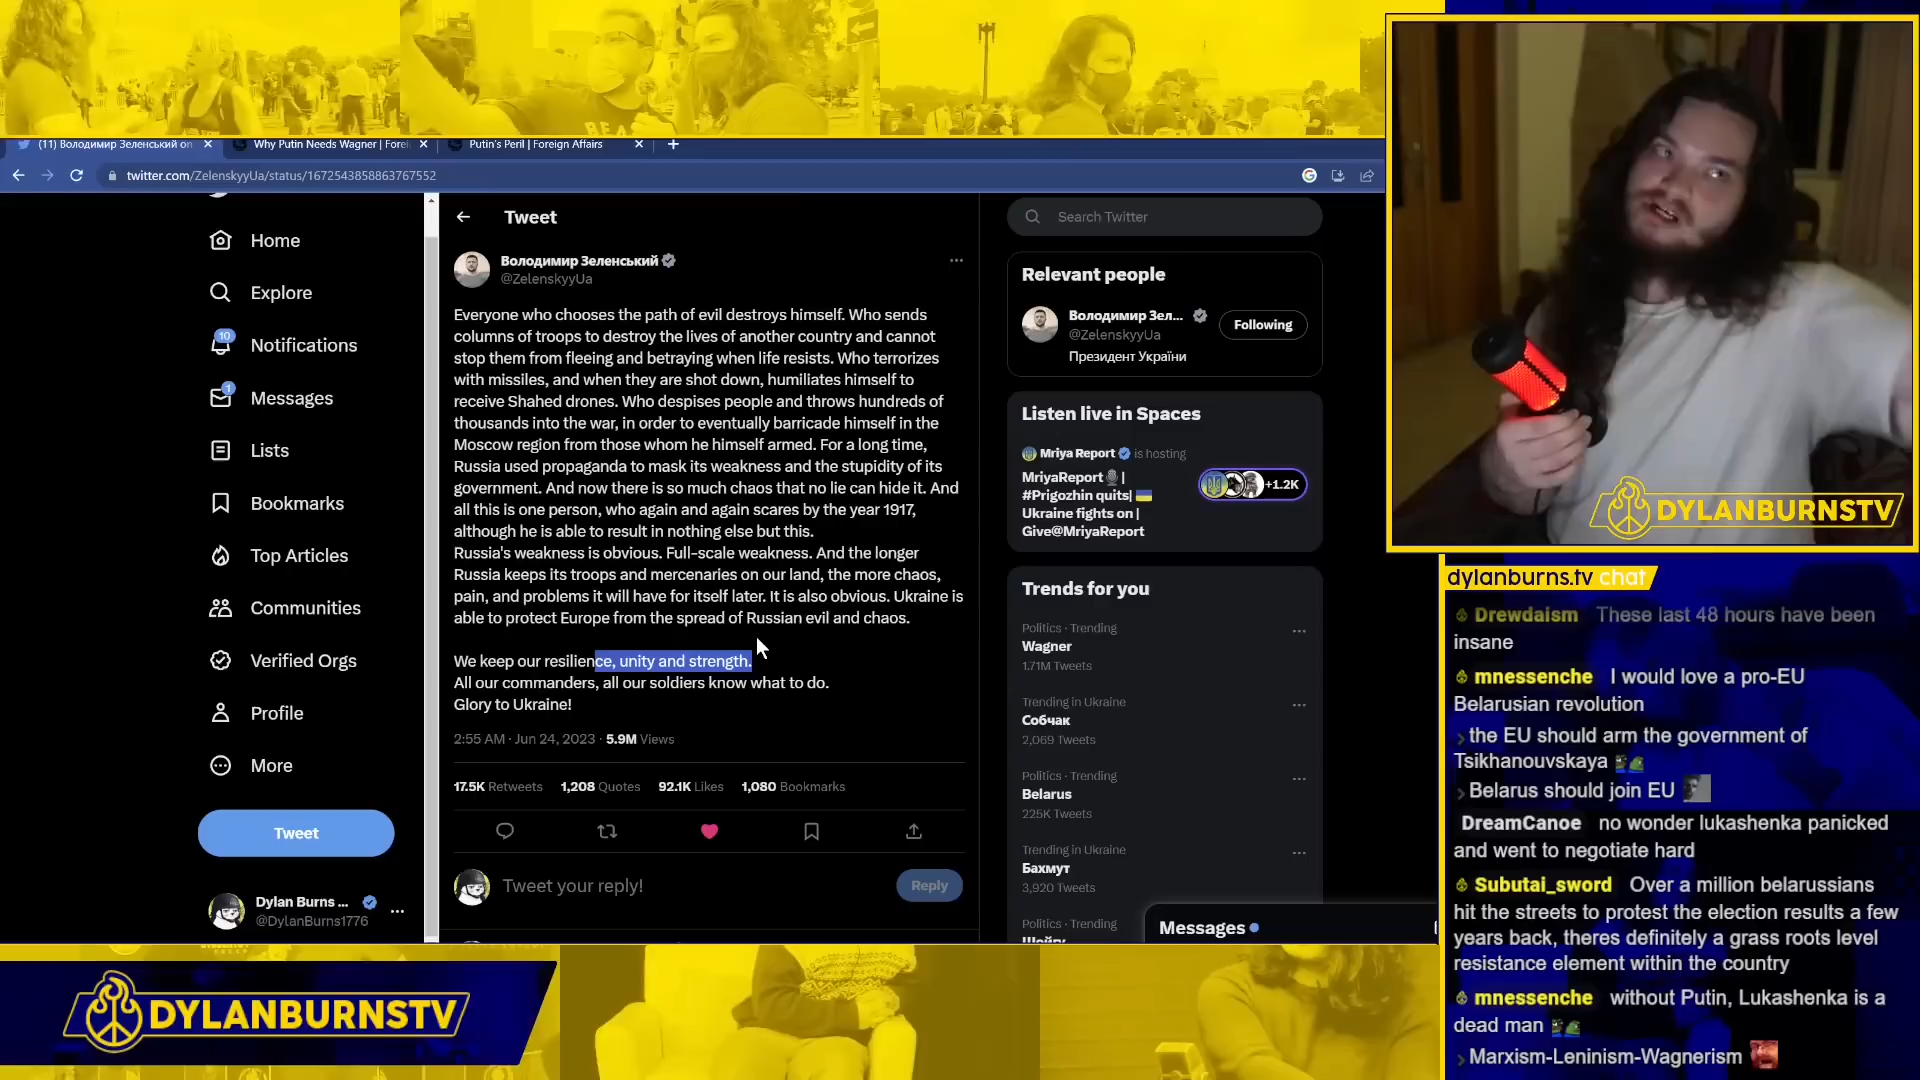 (11) Володимир Зеленський on
Why Putin Needs Wagner | Forei
Putin's Peril | Foreign Affairs
twitter.com/ZelenskyyUa/status/1672543858863767552
Home
Explore
10
Notifications
1
Messages
Lists
Bookmarks
Top Articles
Communities
Verified Orgs
Profile
More
Tweet
Dylan Burns ...
@DylanBurns1776
Tweet
Володимир Зеленський
@ZelenskyyUa
Everyone who chooses the path of evil destroys himself. Who sends
columns of troops to destroy the lives of another country and cannot
stop them from fleeing and betraying when life resists. Who terrorizes
with missiles, and when they are shot down, humiliates himself to
receive Shahed drones. Who despises people and throws hundreds of
thousands into the war, in order to eventually barricade himself in the
Moscow region from those whom he himself armed. For a long time,
Russia used propaganda to mask its weakness and the stupidity of its
government. And now there is so much chaos that no lie can hide it. And
all this is one person, who again and again scares by the year 1917,
although he is able to result in nothing else but this.
Russia's weakness is obvious. Full-scale weakness. And the longer
Russia keeps its troops and mercenaries on our land, the more chaos,
pain, and problems it will have for itself later. It is also obvious. Ukraine is
able to protect Europe from the spread of Russian evil and chaos.
We keep our resilience, unity and strength.
All our commanders, all our soldiers know what to do.
Glory to Ukraine!
2:55 AM · Jun 24, 2023 · 5.9M Views
17.5K Retweets 1,208 Quotes 92.1K Likes 1,080 Bookmarks
Tweet your reply!
Reply
Search Twitter
Relevant people
Володимир Зел...
@ZelenskyyUa
Following
Президент України
Listen live in Spaces
Mriya Report is hosting
MriyaReport |
#Prigozhin quits|
Ukraine fights on |
Give@MriyaReport
+1.2K
Trends for you
Politics · Trending
Wagner
1.71M Tweets
Trending in Ukraine
Собчак
2,069 Tweets
Politics · Trending
Belarus
225K Tweets
Trending in Ukraine
Бахмут
3,920 Tweets
Politics · Trending
Шойгу
Messages
DYLANBURNSTV
dylanburns.tv chat
Drewdaism These last 48 hours have been
insane
mnessenche I would love a pro-EU
Belarusian revolution
> the EU should arm the government of
Tsikhanouvskaya
> Belarus should join EU
DreamCanoe no wonder lukashenka panicked
and went to negotiate hard
Subutai_sword Over a million belarussians
hit the streets to protest the election results a few
years back, theres definitely a grass roots level
resistance element within the country
mnessenche without Putin, Lukashenka is a
dead man
> Marxism-Leninism-Wagnerism
DYLANBURNSTV